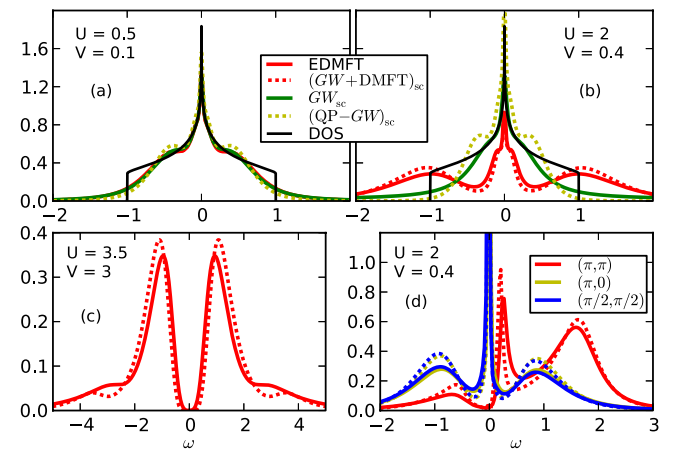 U = 0.5
V = 0.1
(a)
1.6
1.2
0.8
0.4
0.0
−2 −1 0 1 2
U = 2
V = 0.4
(b)
−2 −1 0 1 2
EDMFT
(GW+DMFT)sc
GWsc
(QP−GW)sc
DOS
0.4
0.3
0.2
0.1
0.0
U = 3.5
V = 3
(c)
−4 −2 0 2 4
ω
1.0
0.8
0.6
0.4
0.2
0.0
U = 2
V = 0.4
(d)
(π,π)
(π,0)
(π/2,π/2)
−2 −1 0 1 2 3
ω